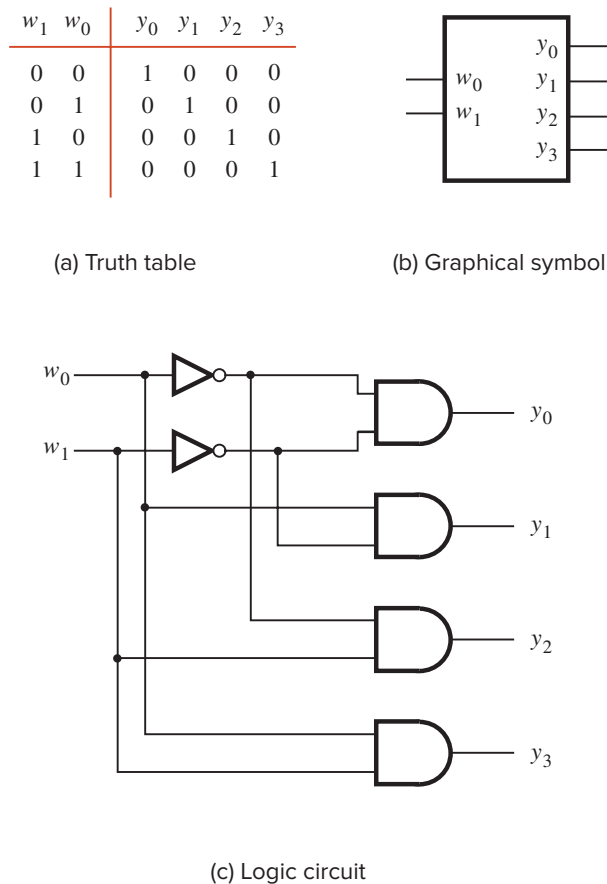 w1 w0 y0 y1 y2 y3
0 0 1 0 0 0
0 1 0 1 0 0
1 0 0 0 1 0
1 1 0 0 0 1
(a) Truth table
w0
w1
y0
y1
y2
y3
(b) Graphical symbol
w0
w1
y0
y1
y2
y3
(c) Logic circuit